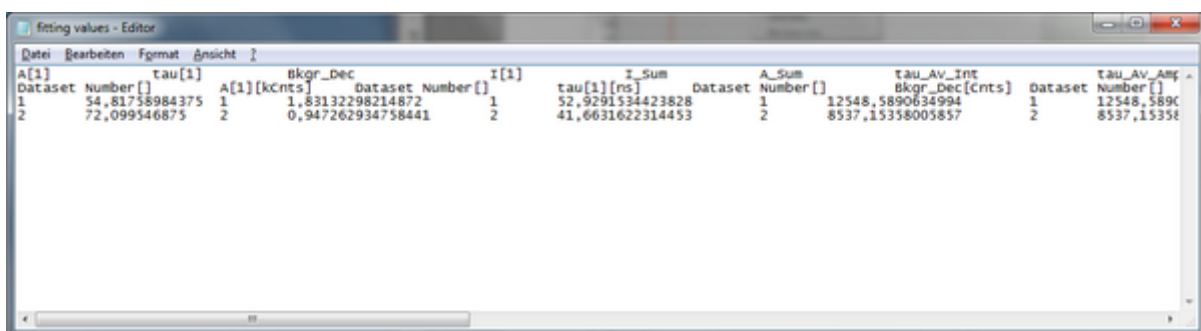 fitting values - Editor
Datei Bearbeiten Format Ansicht ?
A[1] tau[1] Bkgr_Dec I[1] I_Sum A_Sum tau_Av_Int tau_Av_Amp
Dataset Number[] A[1][kCnts] Dataset Number[] tau[1][ns] Dataset Number[] Bkgr_Dec[Cnts] Dataset Number[]
1 54,81758984375 1 1,83132298214872 1 52,9291534423828 1 12548,5890634994 1 12548,5890
2 72,099546875 2 0,947262934758441 2 41,6631622314453 2 8537,15358005857 2 8537,15358